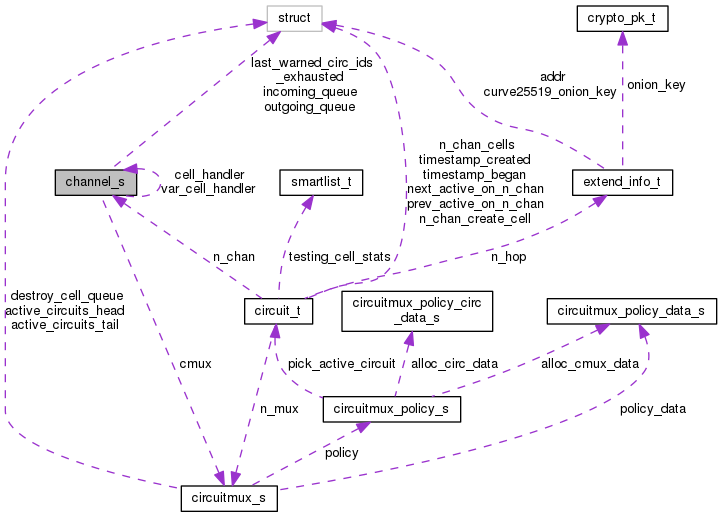 struct
crypto_pk_t
last_warned_circ_ids
_exhausted
incoming_queue
outgoing_queue
addr
curve25519_onion_key
onion_key
channel_s
cell_handler
var_cell_handler
smartlist_t
n_chan_cells
timestamp_created
timestamp_began
next_active_on_n_chan
prev_active_on_n_chan
n_chan_create_cell
extend_info_t
n_chan
testing_cell_stats
n_hop
destroy_cell_queue
active_circuits_head
active_circuits_tail
circuit_t
circuitmux_policy_circ
_data_s
circuitmux_policy_data_s
cmux
pick_active_circuit
alloc_circ_data
alloc_cmux_data
n_mux
circuitmux_policy_s
policy_data
policy
circuitmux_s